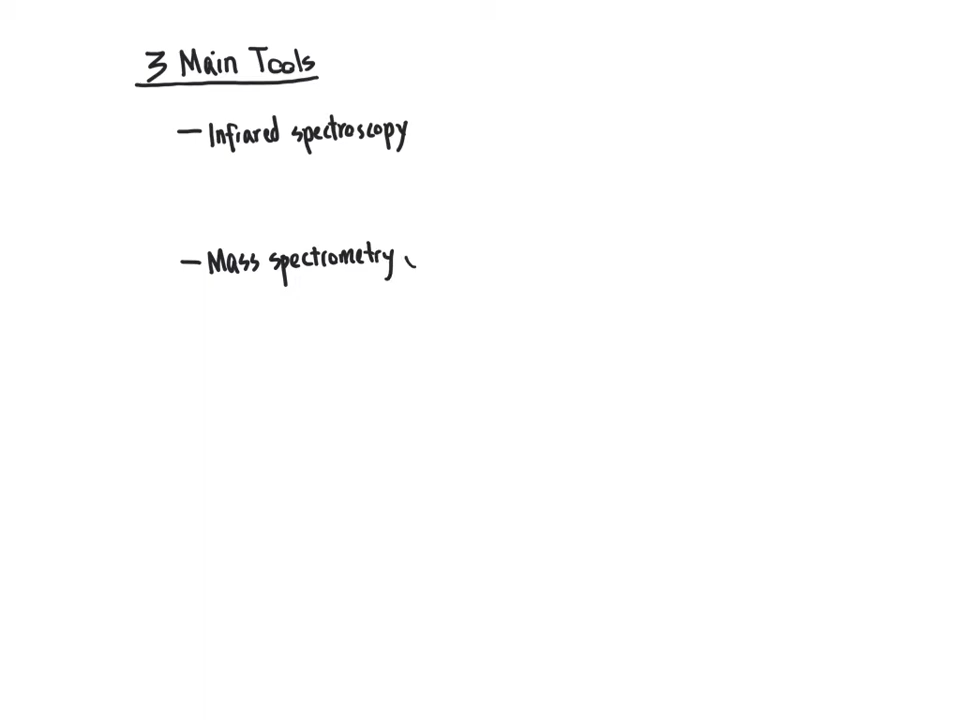 3 Main Tools
— Infrared spectroscopy
— Mass spectrometry